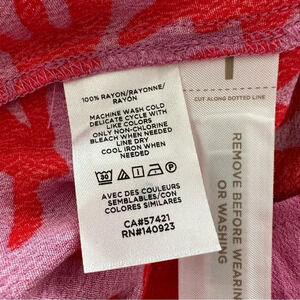 100% RAYON/RAYONNE/
RAYÓN
MACHINE WASH COLD
DELICATE CYCLE WITH
LIKE COLORS
ONLY NON-CHLORINE
BLEACH WHEN NEEDED
LINE DRY
COOL IRON WHEN
NEEDED
30
AVEC DES COULEURS
SEMBLABLES/CON
COLORES SIMILARES
CA#57421
RN#140923
CUT ALONG DOTTED LINE
REMOVE BEFORE WEARING
OR WASHING